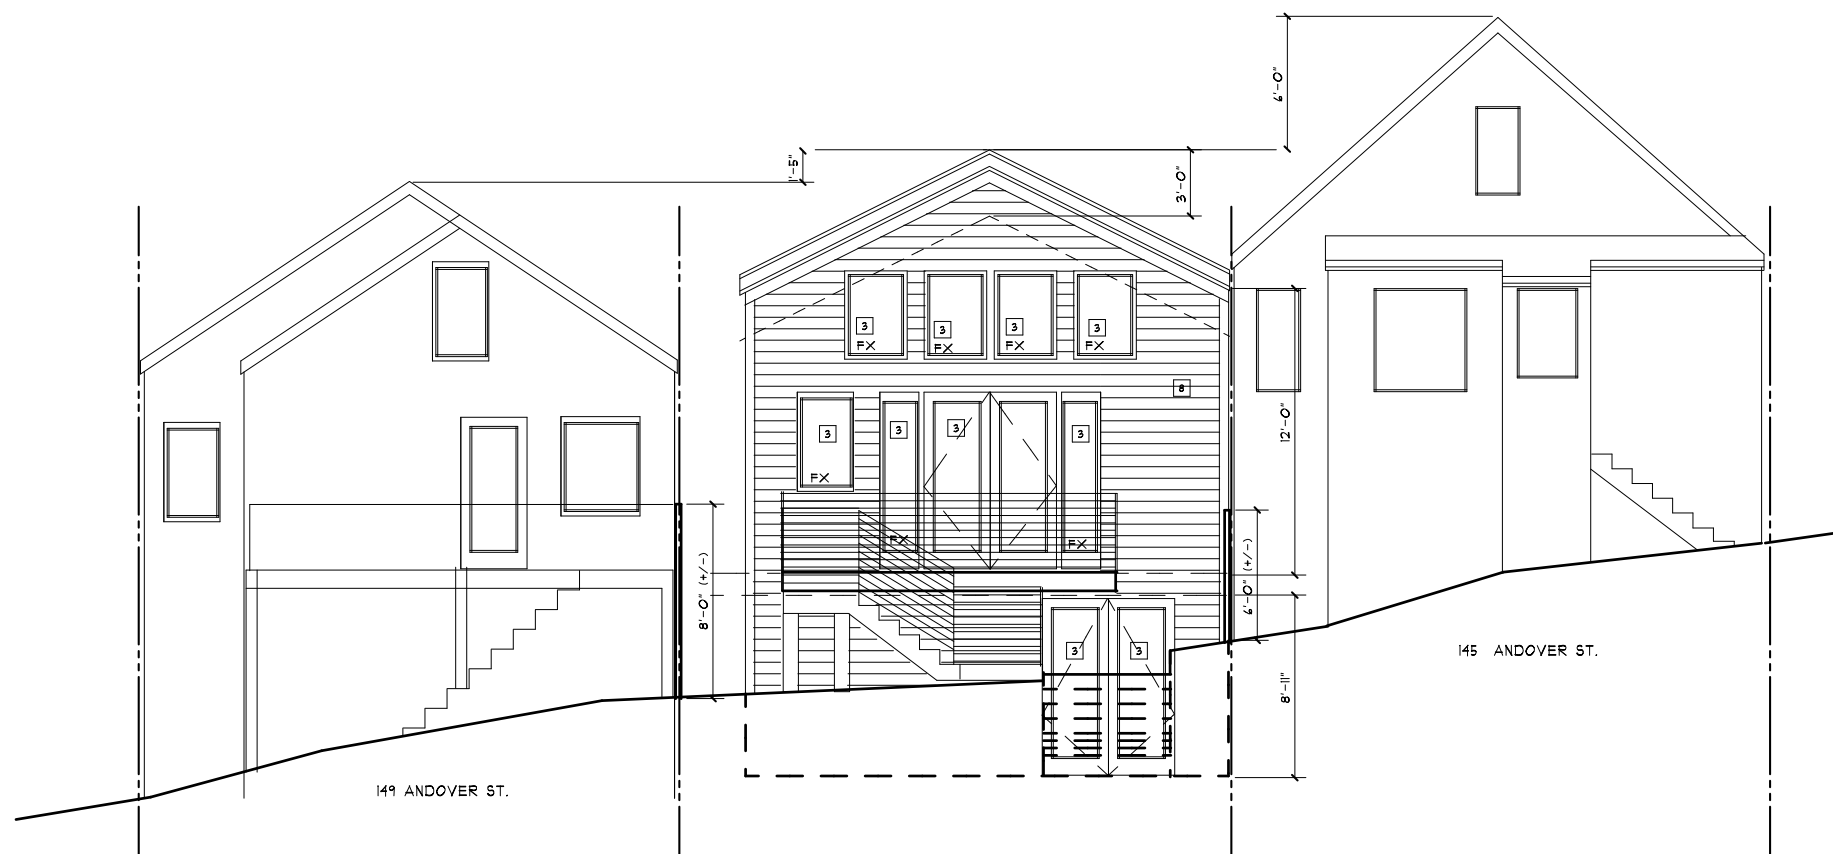 6'-0"
1'-5"
3'-0"
3
3
3
3
FX
FX
FX
FX
8
12'-0"
3
3
3
3
FX
FX
FX
8'-0" (+/-)
6'-0" (+/-)
3
3
8'-11"
145 ANDOVER ST.
149 ANDOVER ST.